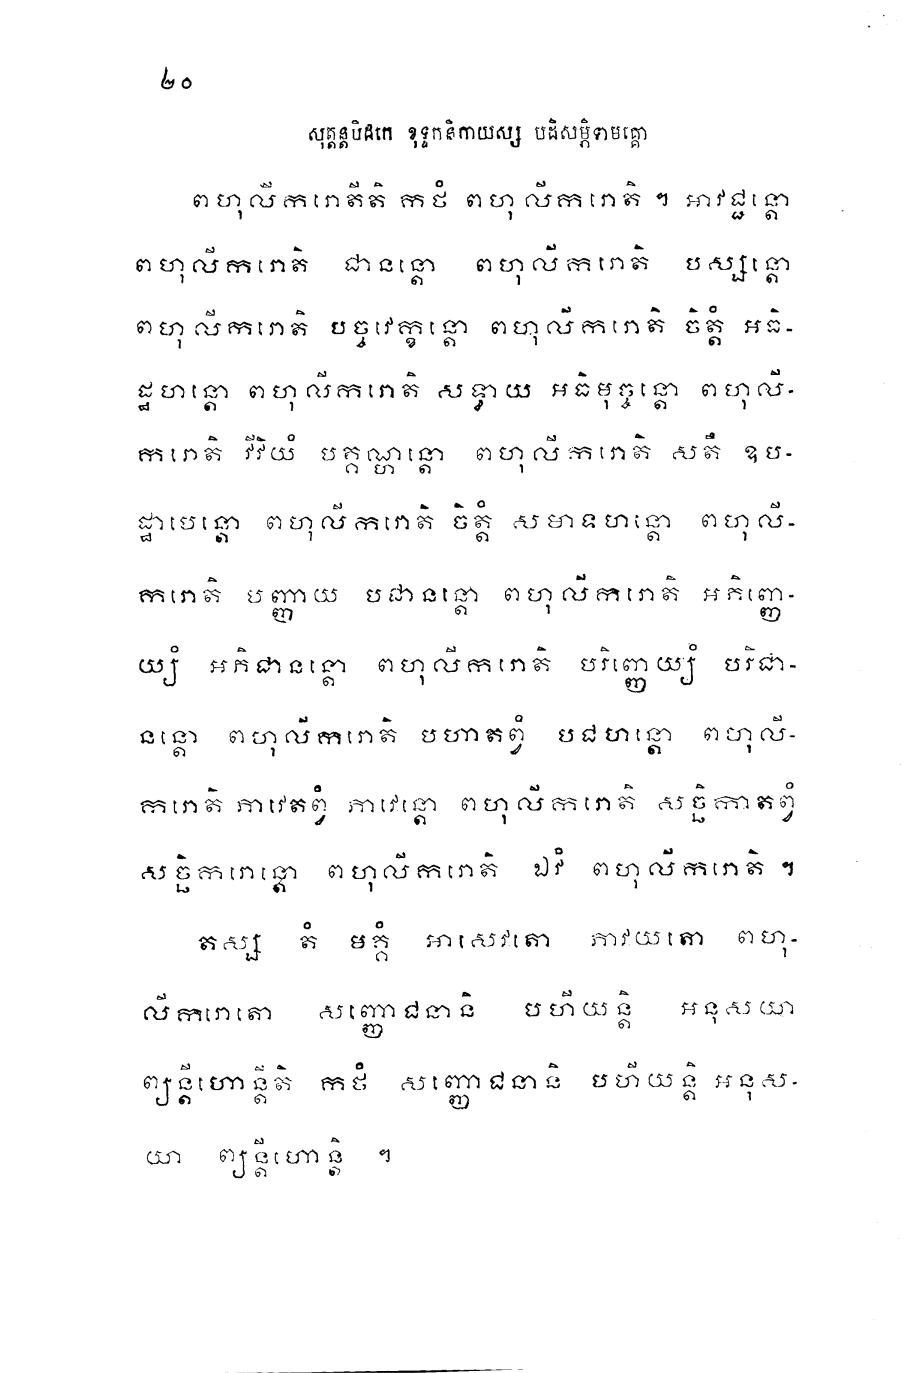 ២០
សុត្តន្តបិដកេ ខុទ្ទកនិកាយស្ស បដិសម្ភិទាមគ្គោ
ពហុលីករោតីតិ កថំ ពហុលីករោតិ ។ អាវជ្ជន្តោ
ពហុលីករោតិ ជានន្តោ ពហុលីករោតិ បស្សន្តោ
ពហុលីករោតិ បច្ចវេក្ខន្តោ ពហុលីករោតិ ចិត្តំ អធិ-
ដ្ឋហន្តោ ពហុលីករោតិ សទ្ធាយ អធិមុច្ចន្តោ ពហុលី-
ករោតិ វីរិយំ បគ្គណ្ហន្តោ ពហុលីករោតិ សតឹ ឧប-
ដ្ឋាបេន្តោ ពហុលីករោតិ ចិត្តំ សមាទហន្តោ ពហុលី-
ករោតិ បញ្ញាយ បជានន្តោ ពហុលីករោតិ អភិញ្ញេ-
យ្យំ អភិជានន្តោ ពហុលីករោតិ បរិញ្ញេយ្យំ បរិជា-
នន្តោ ពហុលីករោតិ បហាតព្វំ បជហន្តោ ពហុលី-
ករោតិ ភាវេតព្វំ ភាវេន្តោ ពហុលីករោតិ សច្ឆិកាតព្វំ
សច្ឆិករោន្តោ ពហុលីករោតិ ឯវំ ពហុលីករោតិ ។
តស្ស តំ មគ្គំ អាសេវតោ ភាវយតោ ពហុ-
លីករោតោ សញ្ញោជនានិ បហីយន្តិ អនុសយា
ព្យន្តីហោន្តីតិ កថំ សញ្ញោជនានិ បហីយន្តិ អនុស-
យា ព្យន្តីហោន្តិ ។